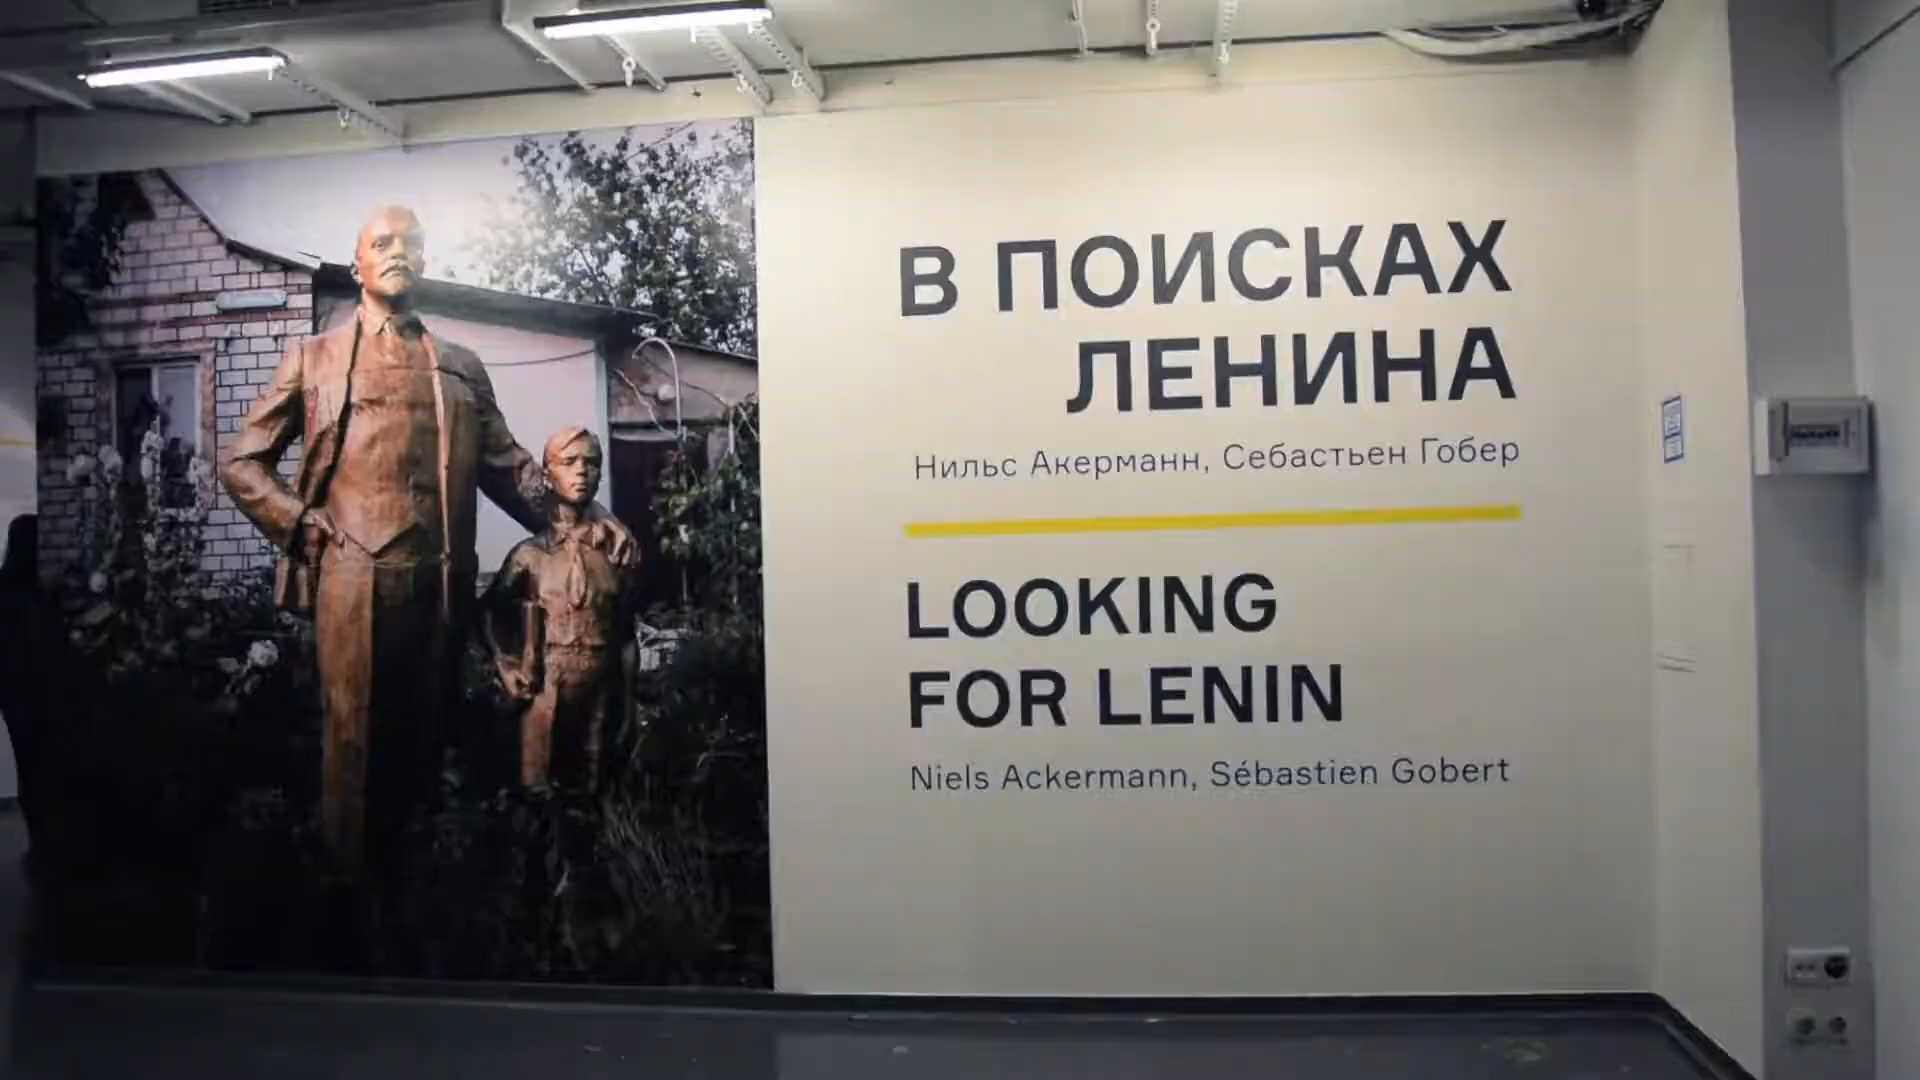 В ПОИСКАХ
ЛЕНИНА
Нильс Акерманн, Себастьен Гобер
LOOKING
FOR LENIN
Niels Ackermann, Sébastien Gobert